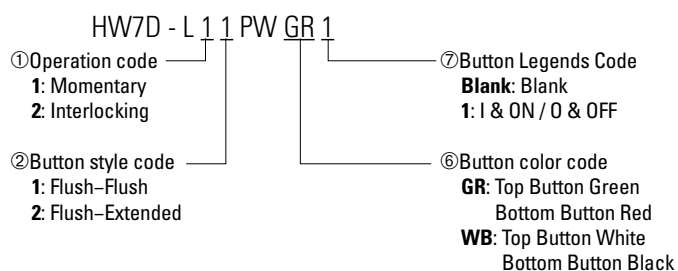 HW7D - L 1 1 PW GR 1
①Operation code
1: Momentary
2: Interlocking
②Button style code
1: Flush–Flush
2: Flush–Extended
⑦Button Legends Code
Blank: Blank
1: I & ON / O & OFF
⑥Button color code
GR: Top Button Green
Bottom Button Red
WB: Top Button White
Bottom Button Black